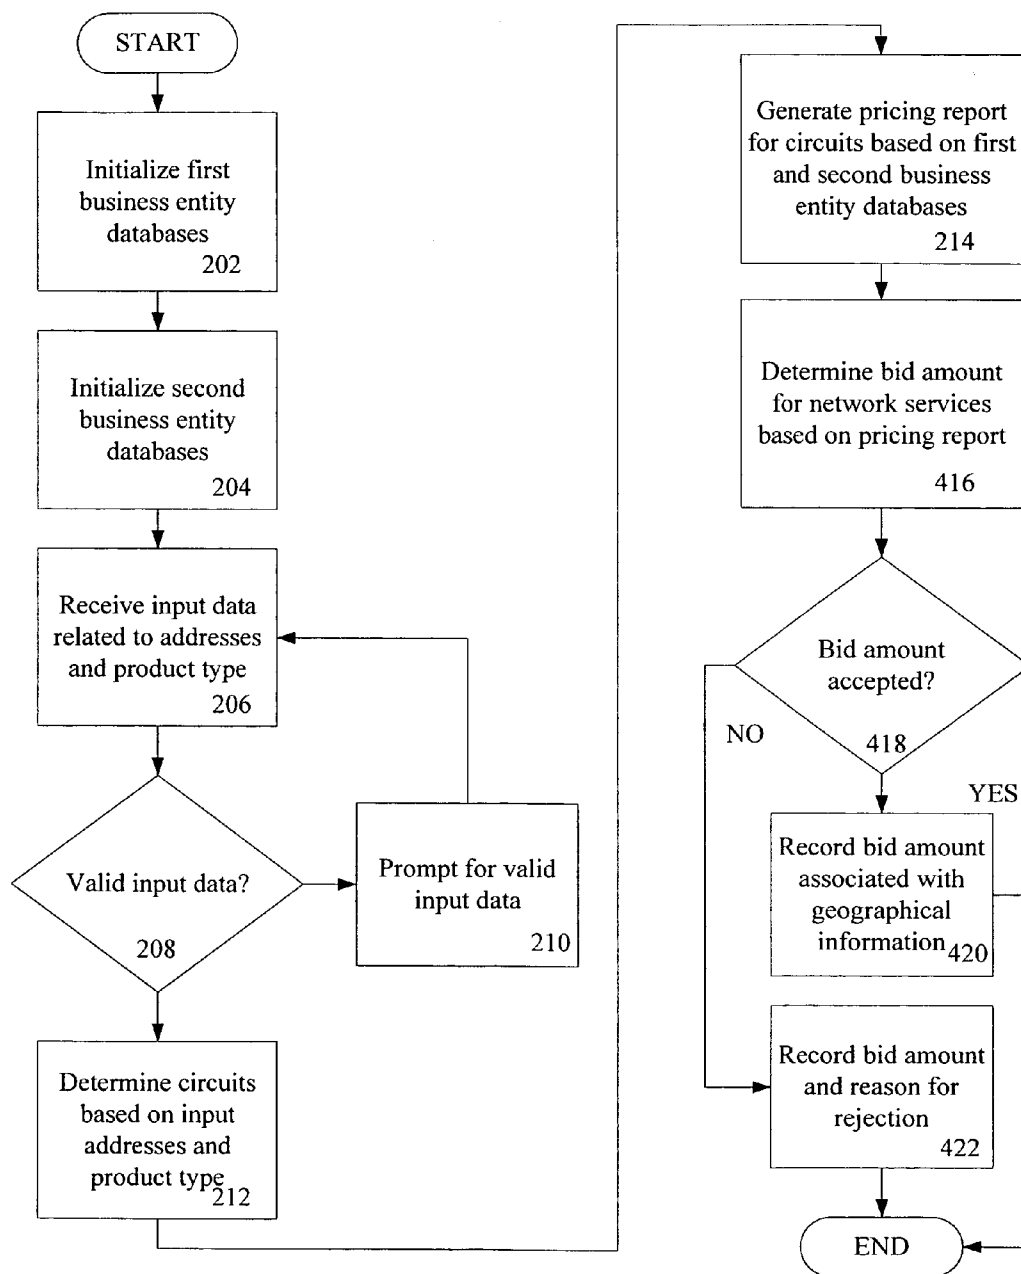 START
Initialize first
business entity
databases
202
Initialize second
business entity
databases
204
Receive input data
related to addresses
and product type
206
Valid input data?
208
Prompt for valid
input data
210
Determine circuits
based on input
addresses and
product type
212
Generate pricing report
for circuits based on first
and second business
entity databases
214
Determine bid amount
for network services
based on pricing report
416
Bid amount
accepted?
418
NO
YES
Record bid amount
associated with
geographical
information
420
Record bid amount
and reason for
rejection
422
END